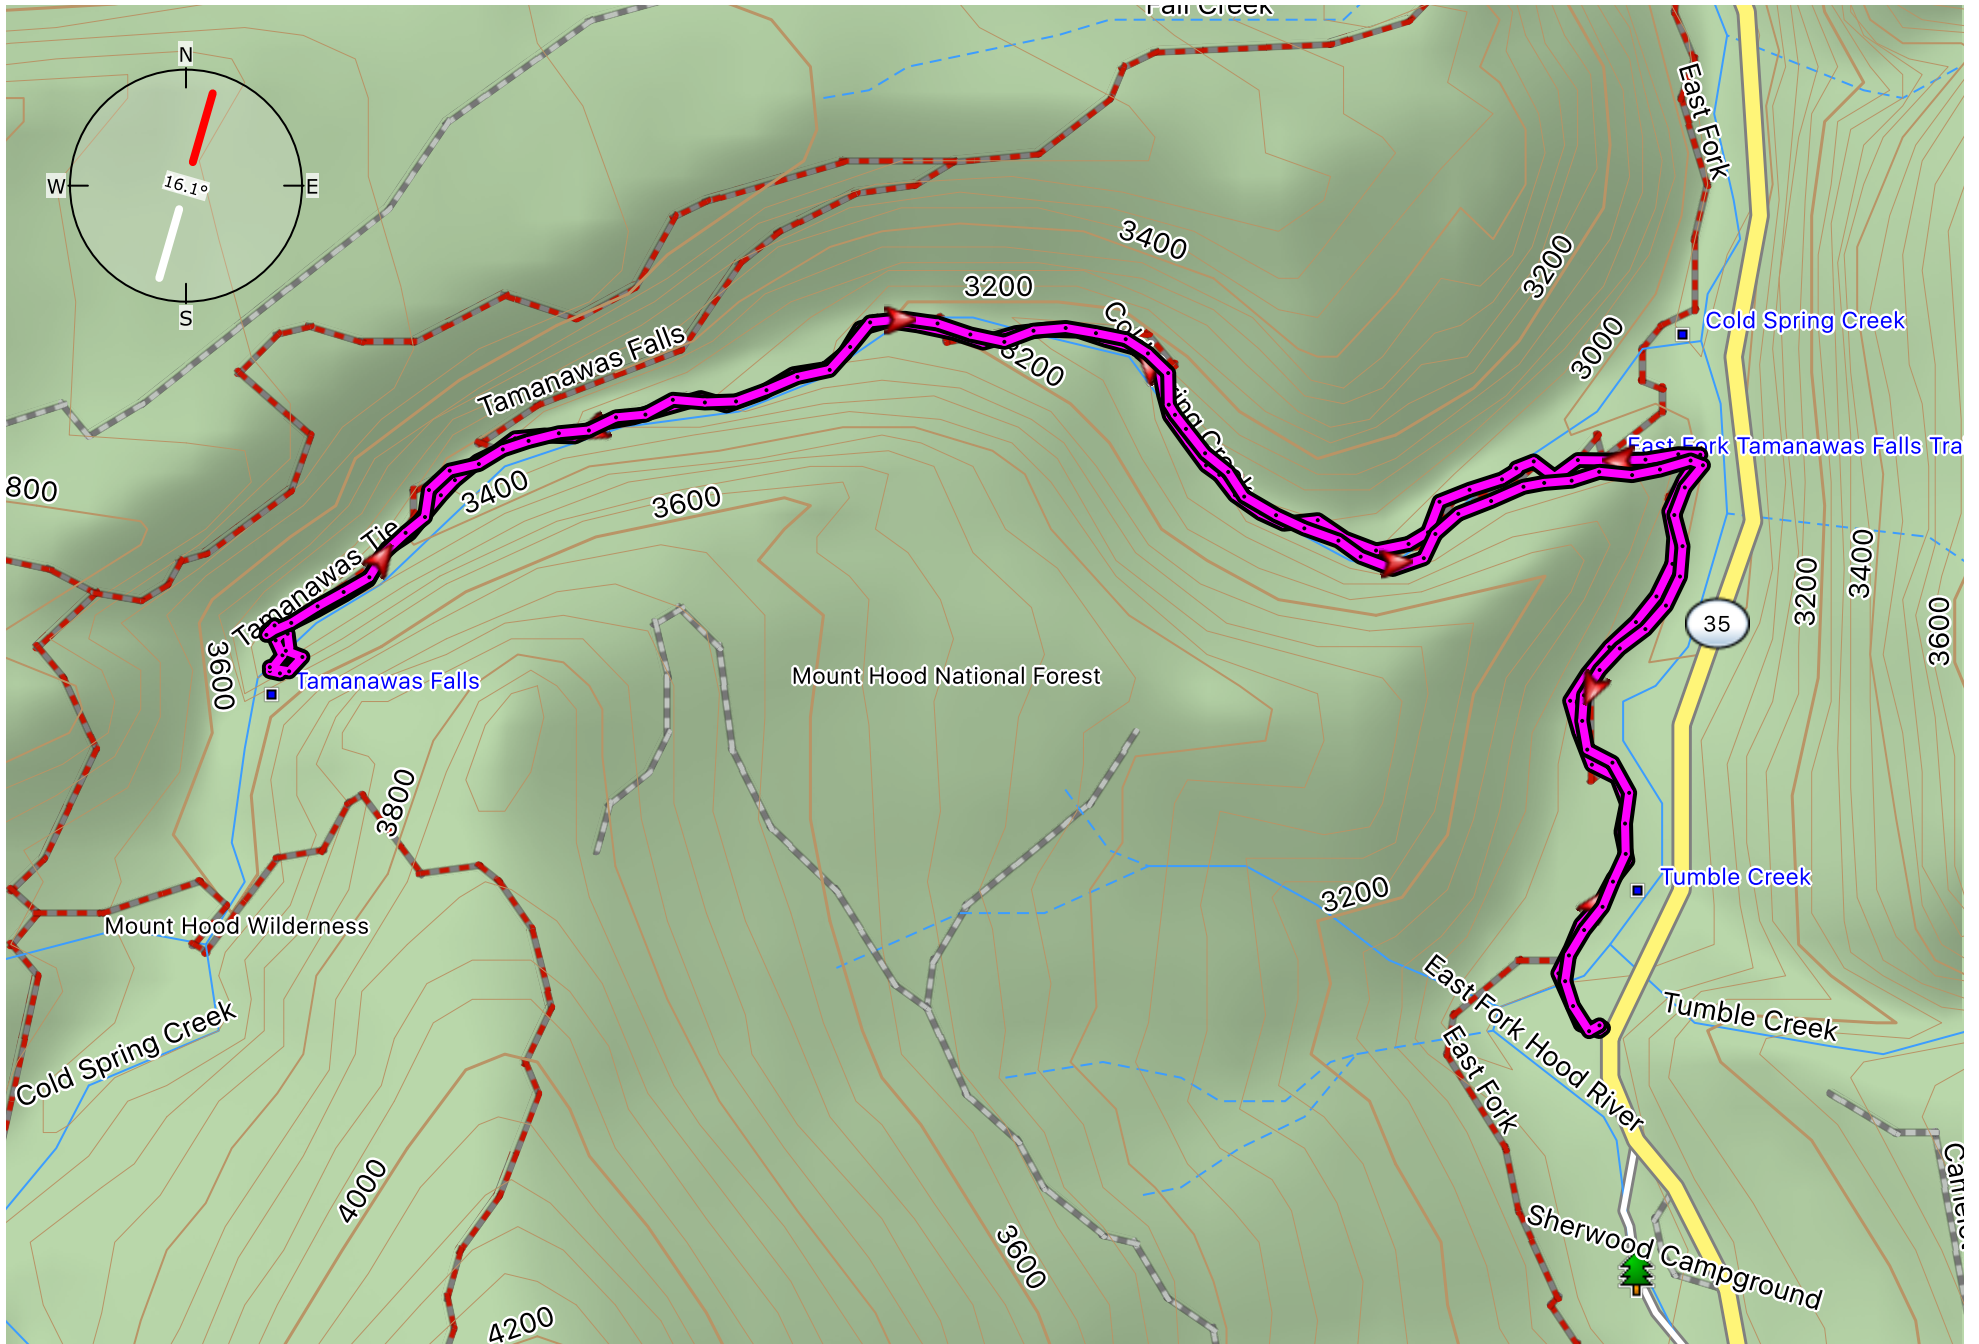 Fall Creek
N
W
16.1°
E
S
East Fork
3400
3200
3200
Cold Spring Creek
3000
Tamanawas Falls
3200
East Fork Tamanawas Falls Tra
800
3400
3600
Tamanawas Tie
3600
Tamanawas Falls
Mount Hood National Forest
35
3200
3400
3600
3800
Tumble Creek
3200
Mount Hood Wilderness
Cold Spring Creek
East Fork Hood River
Tumble Creek
East Fork
4000
3600
Sherwood Campground
4200